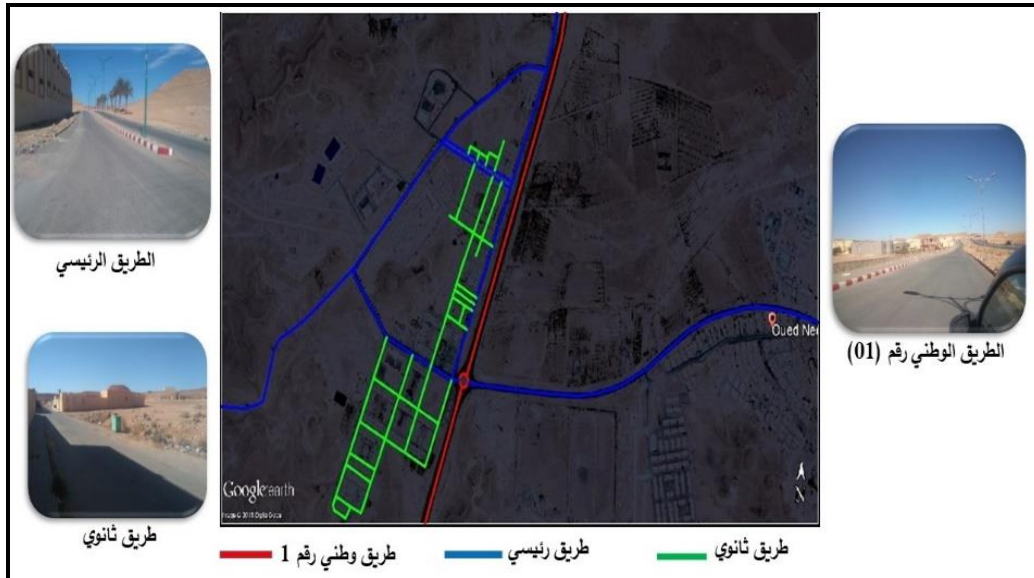 الطريق الرئيسي
طريق ثانوي
Oued Nee
Google earth
الطريق الوطني رقم (01)
طريق وطني رقم 1
طريق رئيسي
طريق ثانوي